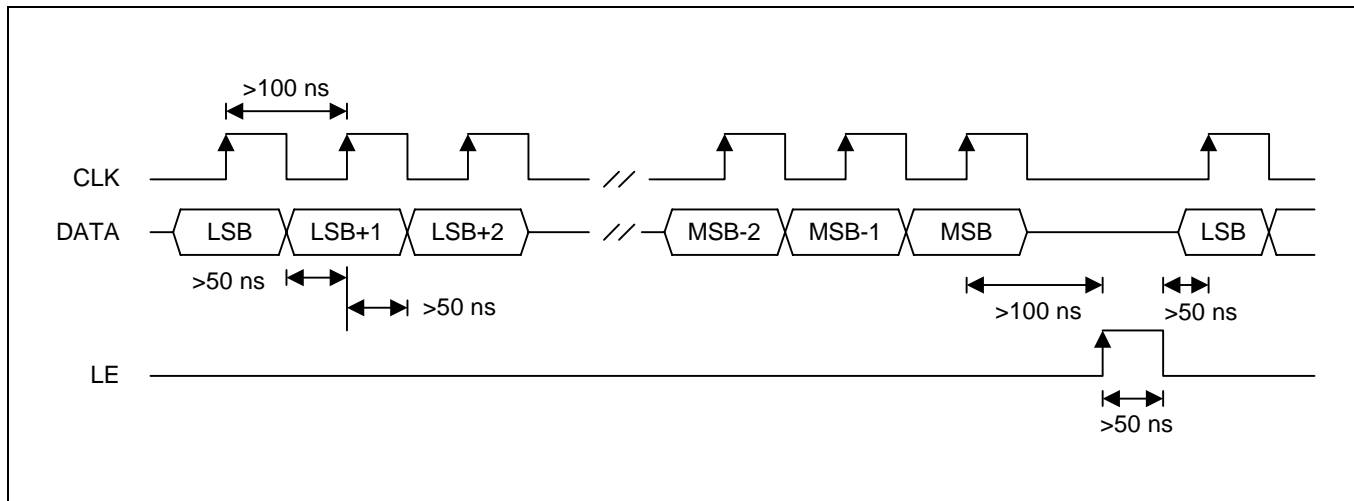 >100 ns
CLK
DATA LSB LSB+1 LSB+2 MSB-2 MSB-1 MSB LSB
>50 ns >50 ns >100 ns >50 ns
LE
>50 ns